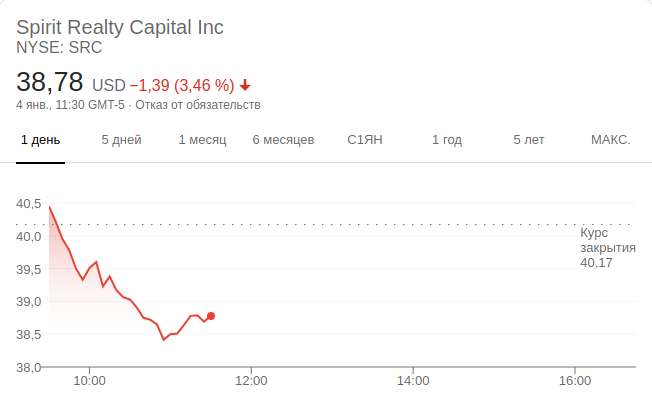 Spirit Realty Capital Inc
NYSE: SRC
38,78 USD −1,39 (3,46 %)
4 янв., 11:30 GMT-5 · Отказ от обязательств
1 день 5 дней 1 месяц 6 месяцев С1ЯН 1 год 5 лет МАКС.
40,5
40,0
39,5
39,0
38,5
38,0
Курс
закрытия
40,17
10:00 12:00 14:00 16:00